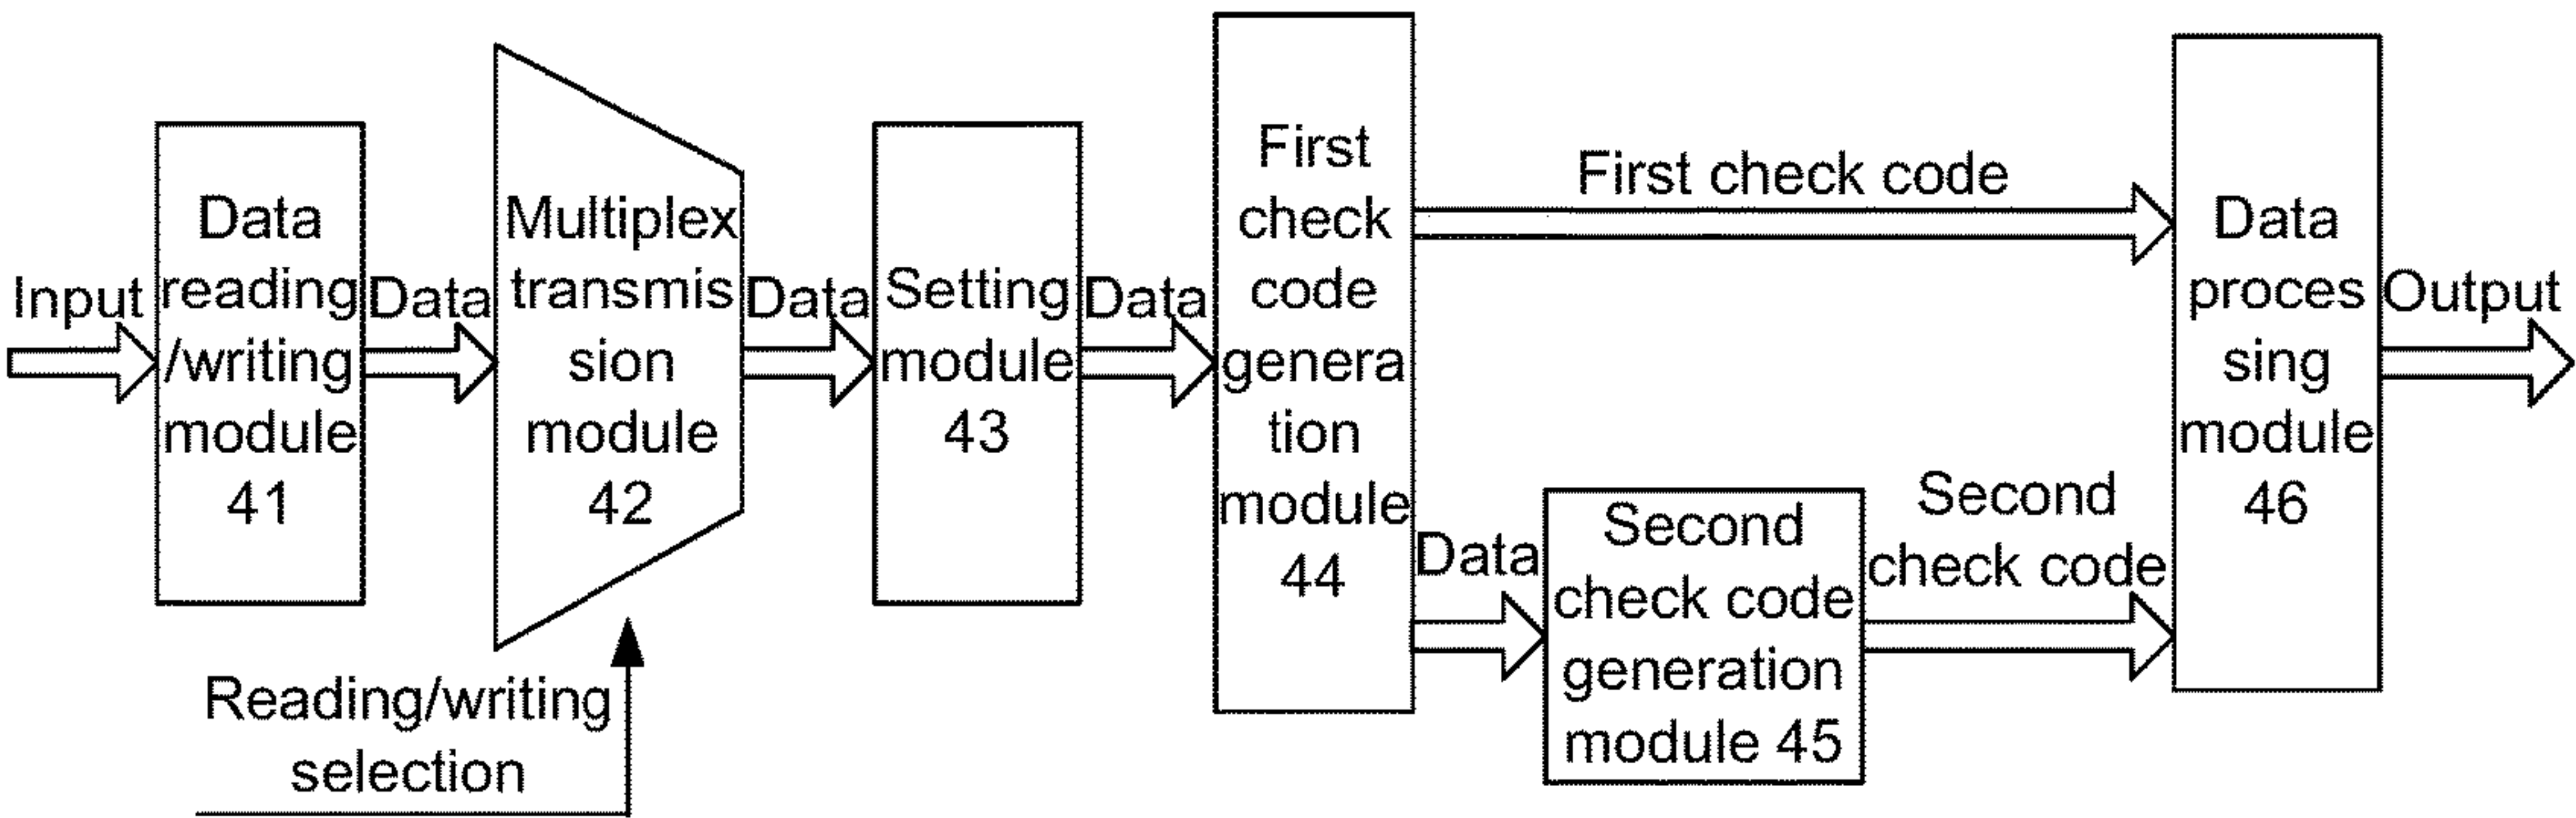 Input
Data
reading
/writing
module
41
Data
Multiplex
transmis
sion
module
42
Reading/writing
selection
Data
Setting
module
43
Data
First
check
code
genera
tion
module
44
First check code
Data
Second
check code
generation
module 45
Second
check code
Data
proces
sing
module
46
Output